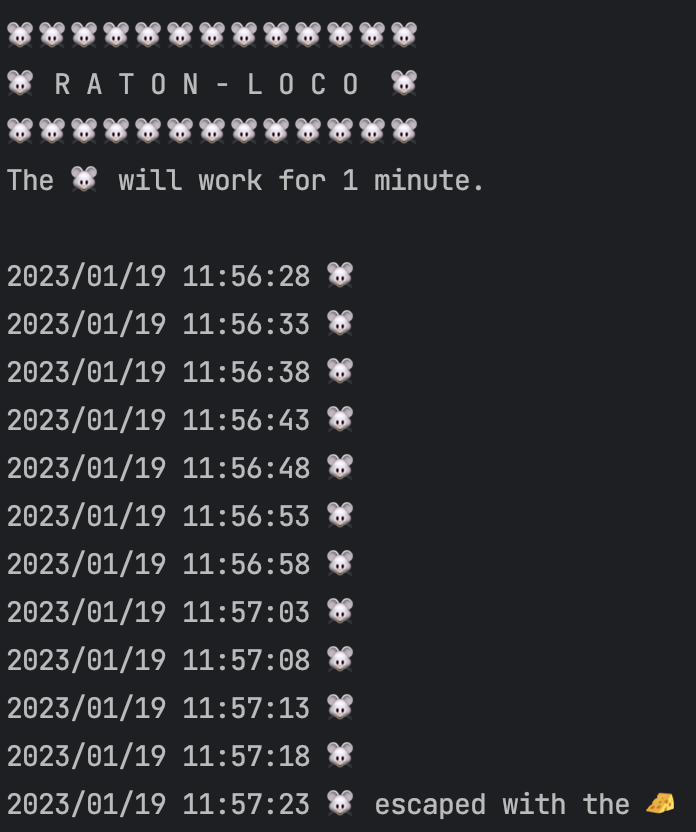 🐭🐭🐭🐭🐭🐭🐭🐭🐭🐭🐭🐭🐭
🐭 R A T O N - L O C O 🐭
🐭🐭🐭🐭🐭🐭🐭🐭🐭🐭🐭🐭🐭
The 🐭 will work for 1 minute.
2023/01/19 11:56:28 🐭
2023/01/19 11:56:33 🐭
2023/01/19 11:56:38 🐭
2023/01/19 11:56:43 🐭
2023/01/19 11:56:48 🐭
2023/01/19 11:56:53 🐭
2023/01/19 11:56:58 🐭
2023/01/19 11:57:03 🐭
2023/01/19 11:57:08 🐭
2023/01/19 11:57:13 🐭
2023/01/19 11:57:18 🐭
2023/01/19 11:57:23 🐭 escaped with the 🧀